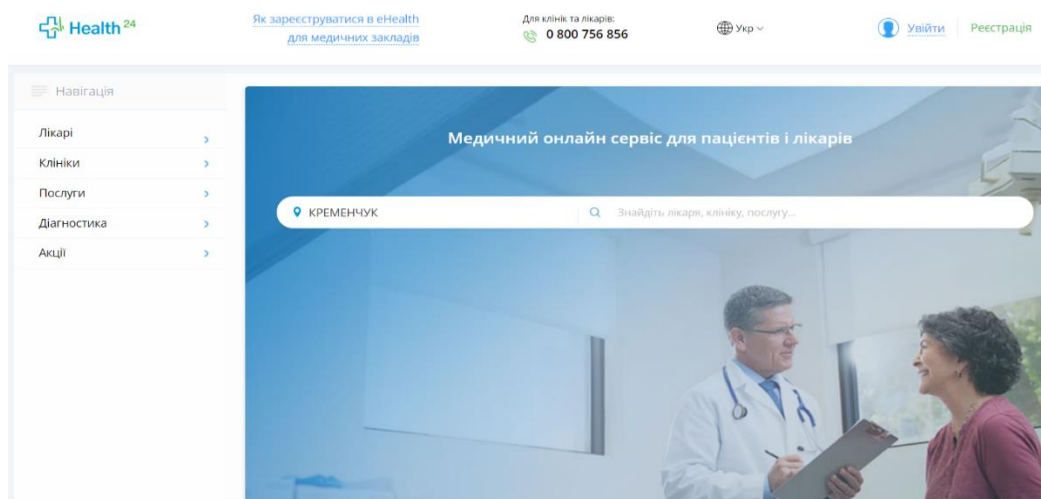 Health 24
Як зареєструватися в eHealth
для медичних закладів
Для клінік та лікарів:
0 800 756 856
Укр
Увійти
Реєстрація
Навігація
Лікарі
Клініки
Послуги
Діагностика
Акції
Медичний онлайн сервіс для пацієнтів і лікарів
КРЕМЕНЧУК
Знайдіть лікаря, клініку, послугу...